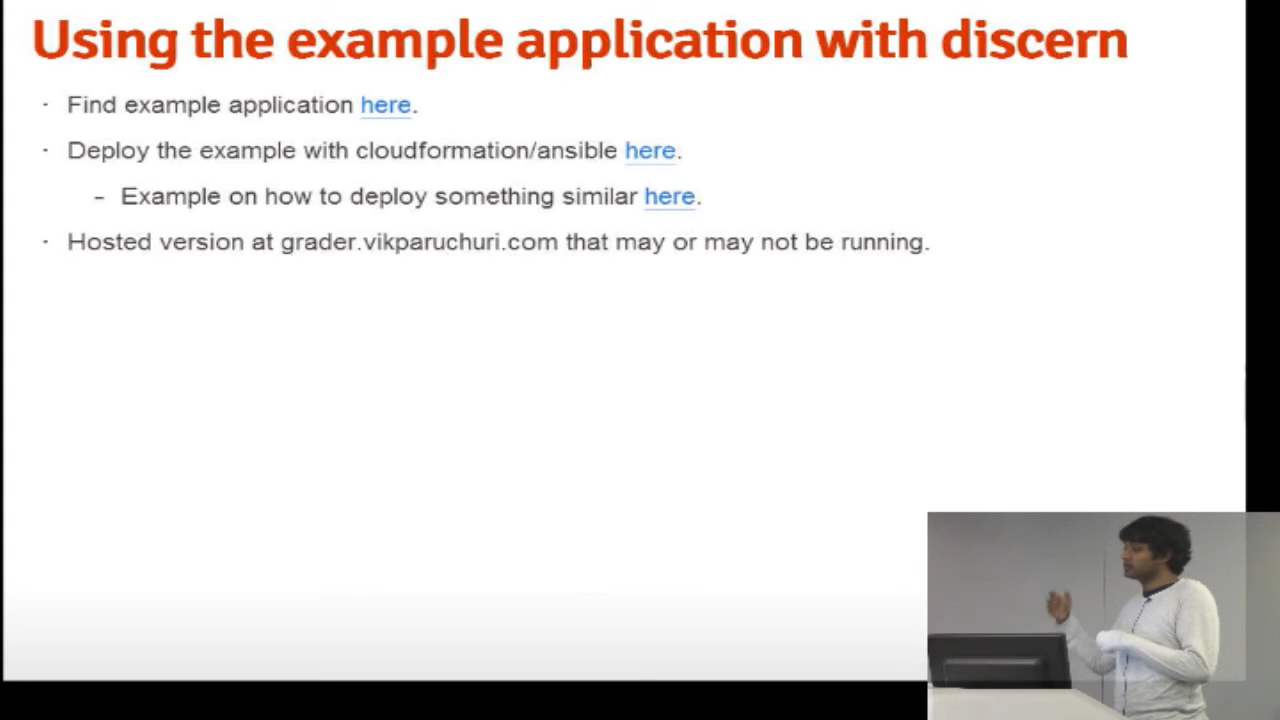 Using the example application with discern
· Find example application here.
· Deploy the example with cloudformation/ansible here.
– Example on how to deploy something similar here.
· Hosted version at grader.vikparuchuri.com that may or may not be running.